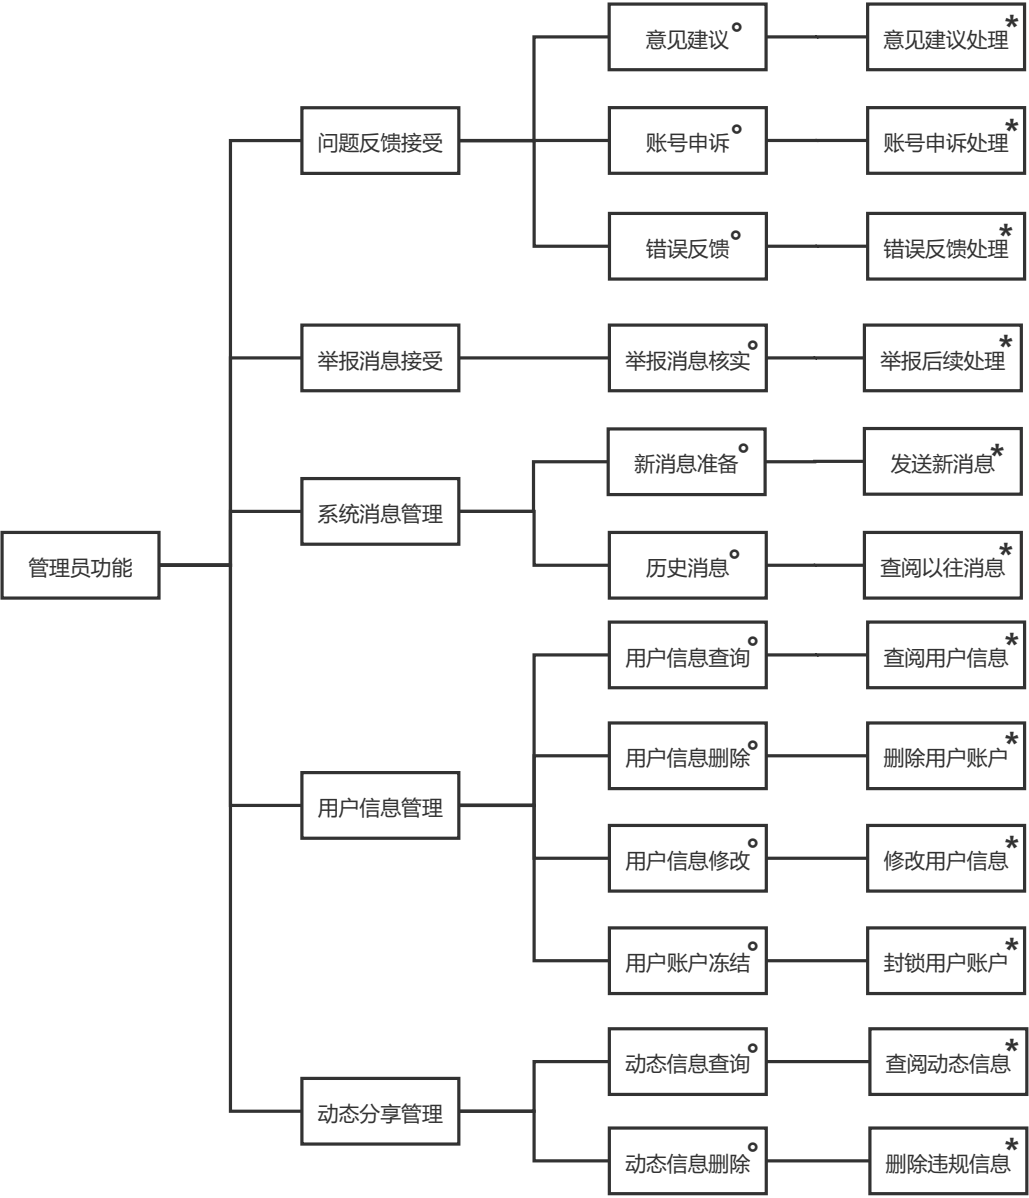 管理员功能
问题反馈接受
意见建议°
意见建议处理*
账号申诉°
账号申诉处理*
错误反馈°
错误反馈处理*
举报消息接受
举报消息核实°
举报后续处理*
系统消息管理
新消息准备°
发送新消息*
历史消息°
查阅以往消息*
用户信息管理
用户信息查询°
查阅用户信息*
用户信息删除°
删除用户账户*
用户信息修改°
修改用户信息*
用户账户冻结°
封锁用户账户*
动态分享管理
动态信息查询°
查阅动态信息*
动态信息删除°
删除违规信息*